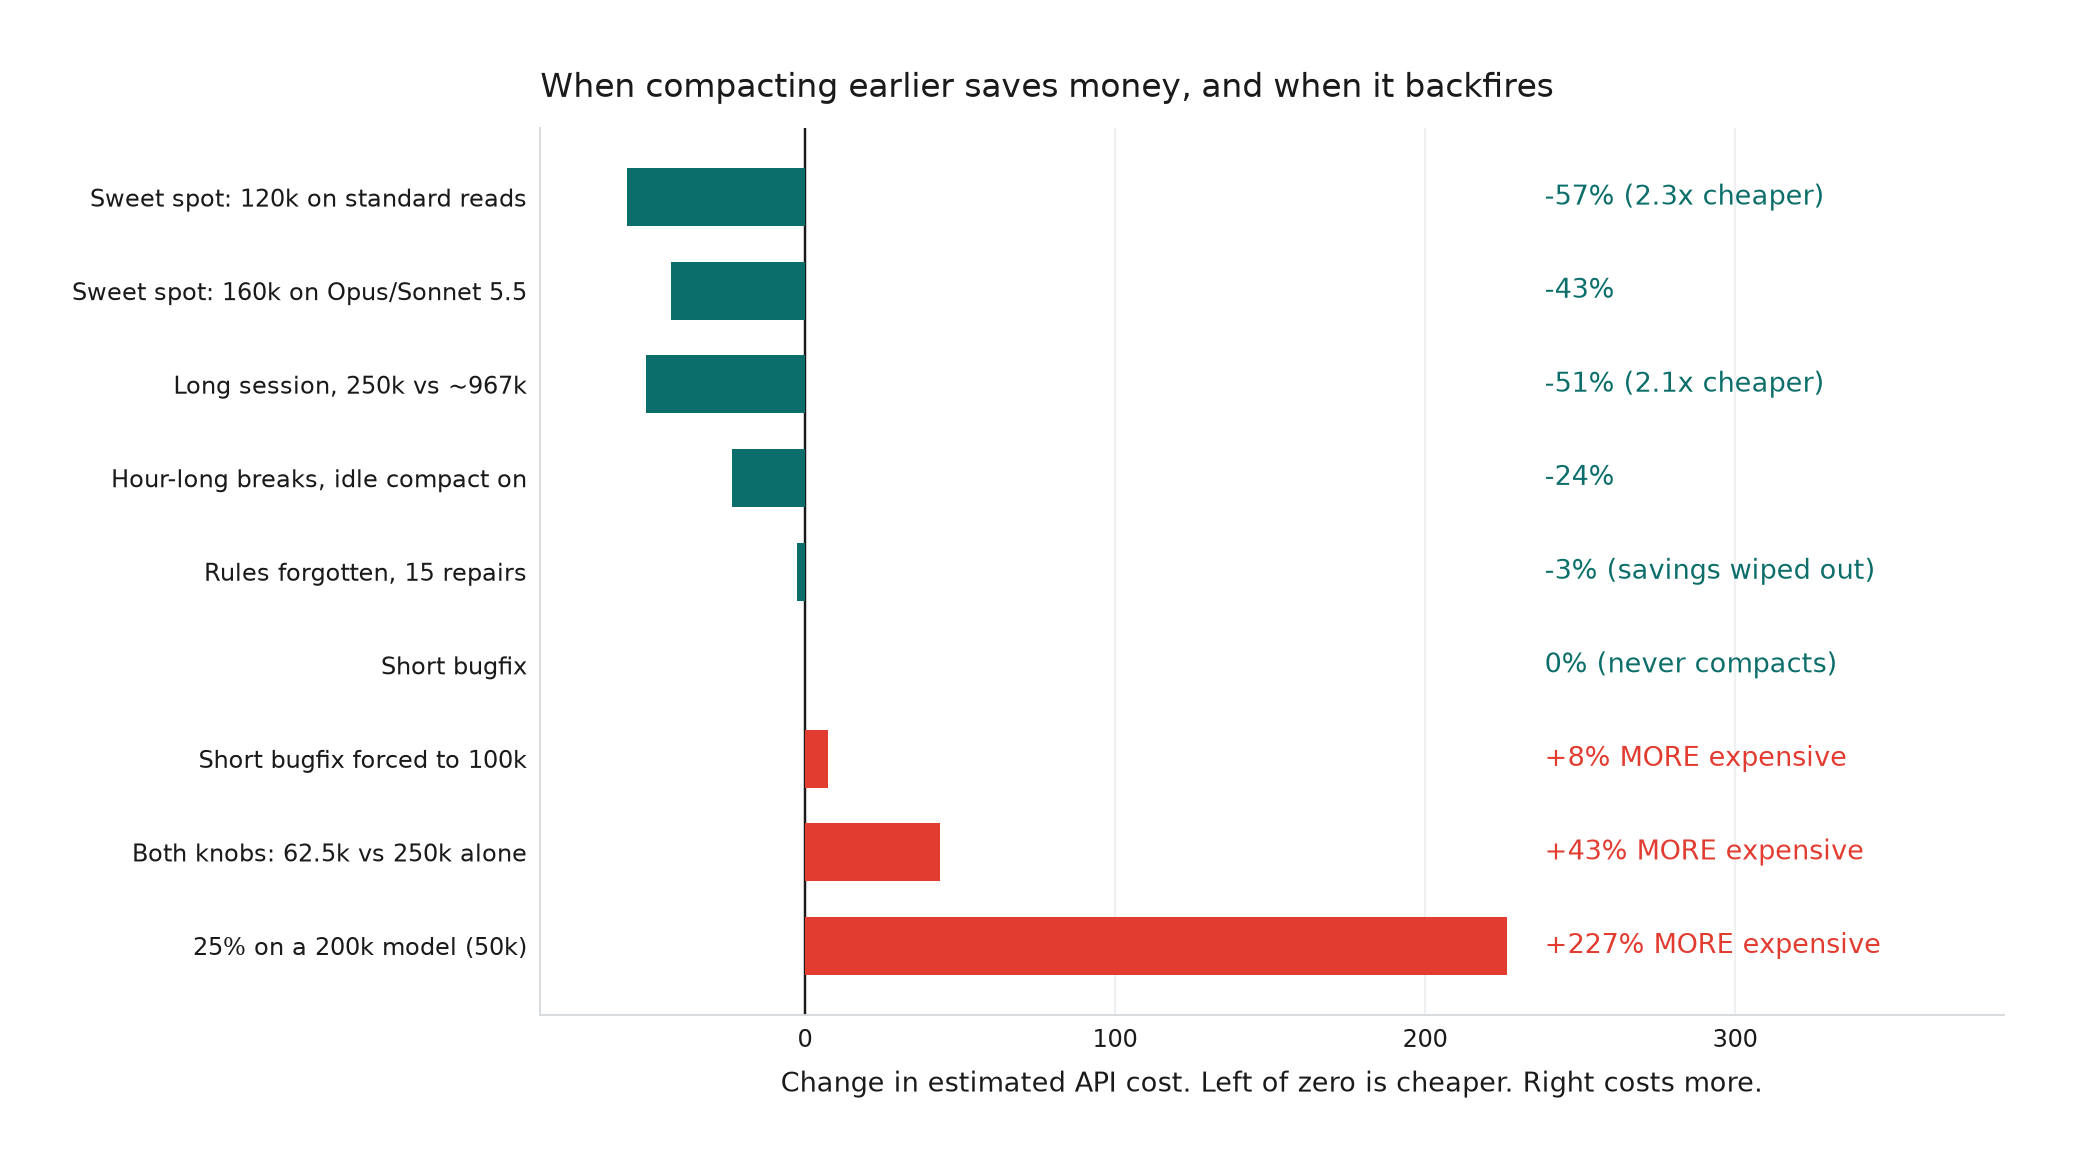 When compacting earlier saves money, and when it backfires
Sweet spot: 120k on standard reads
-57% (2.3x cheaper)
Sweet spot: 160k on Opus/Sonnet 5.5
-43%
Long session, 250k vs ~967k
-51% (2.1x cheaper)
Hour-long breaks, idle compact on
-24%
Rules forgotten, 15 repairs
-3% (savings wiped out)
Short bugfix
0% (never compacts)
Short bugfix forced to 100k
+8% MORE expensive
Both knobs: 62.5k vs 250k alone
+43% MORE expensive
25% on a 200k model (50k)
+227% MORE expensive
0 100 200 300
Change in estimated API cost. Left of zero is cheaper. Right costs more.